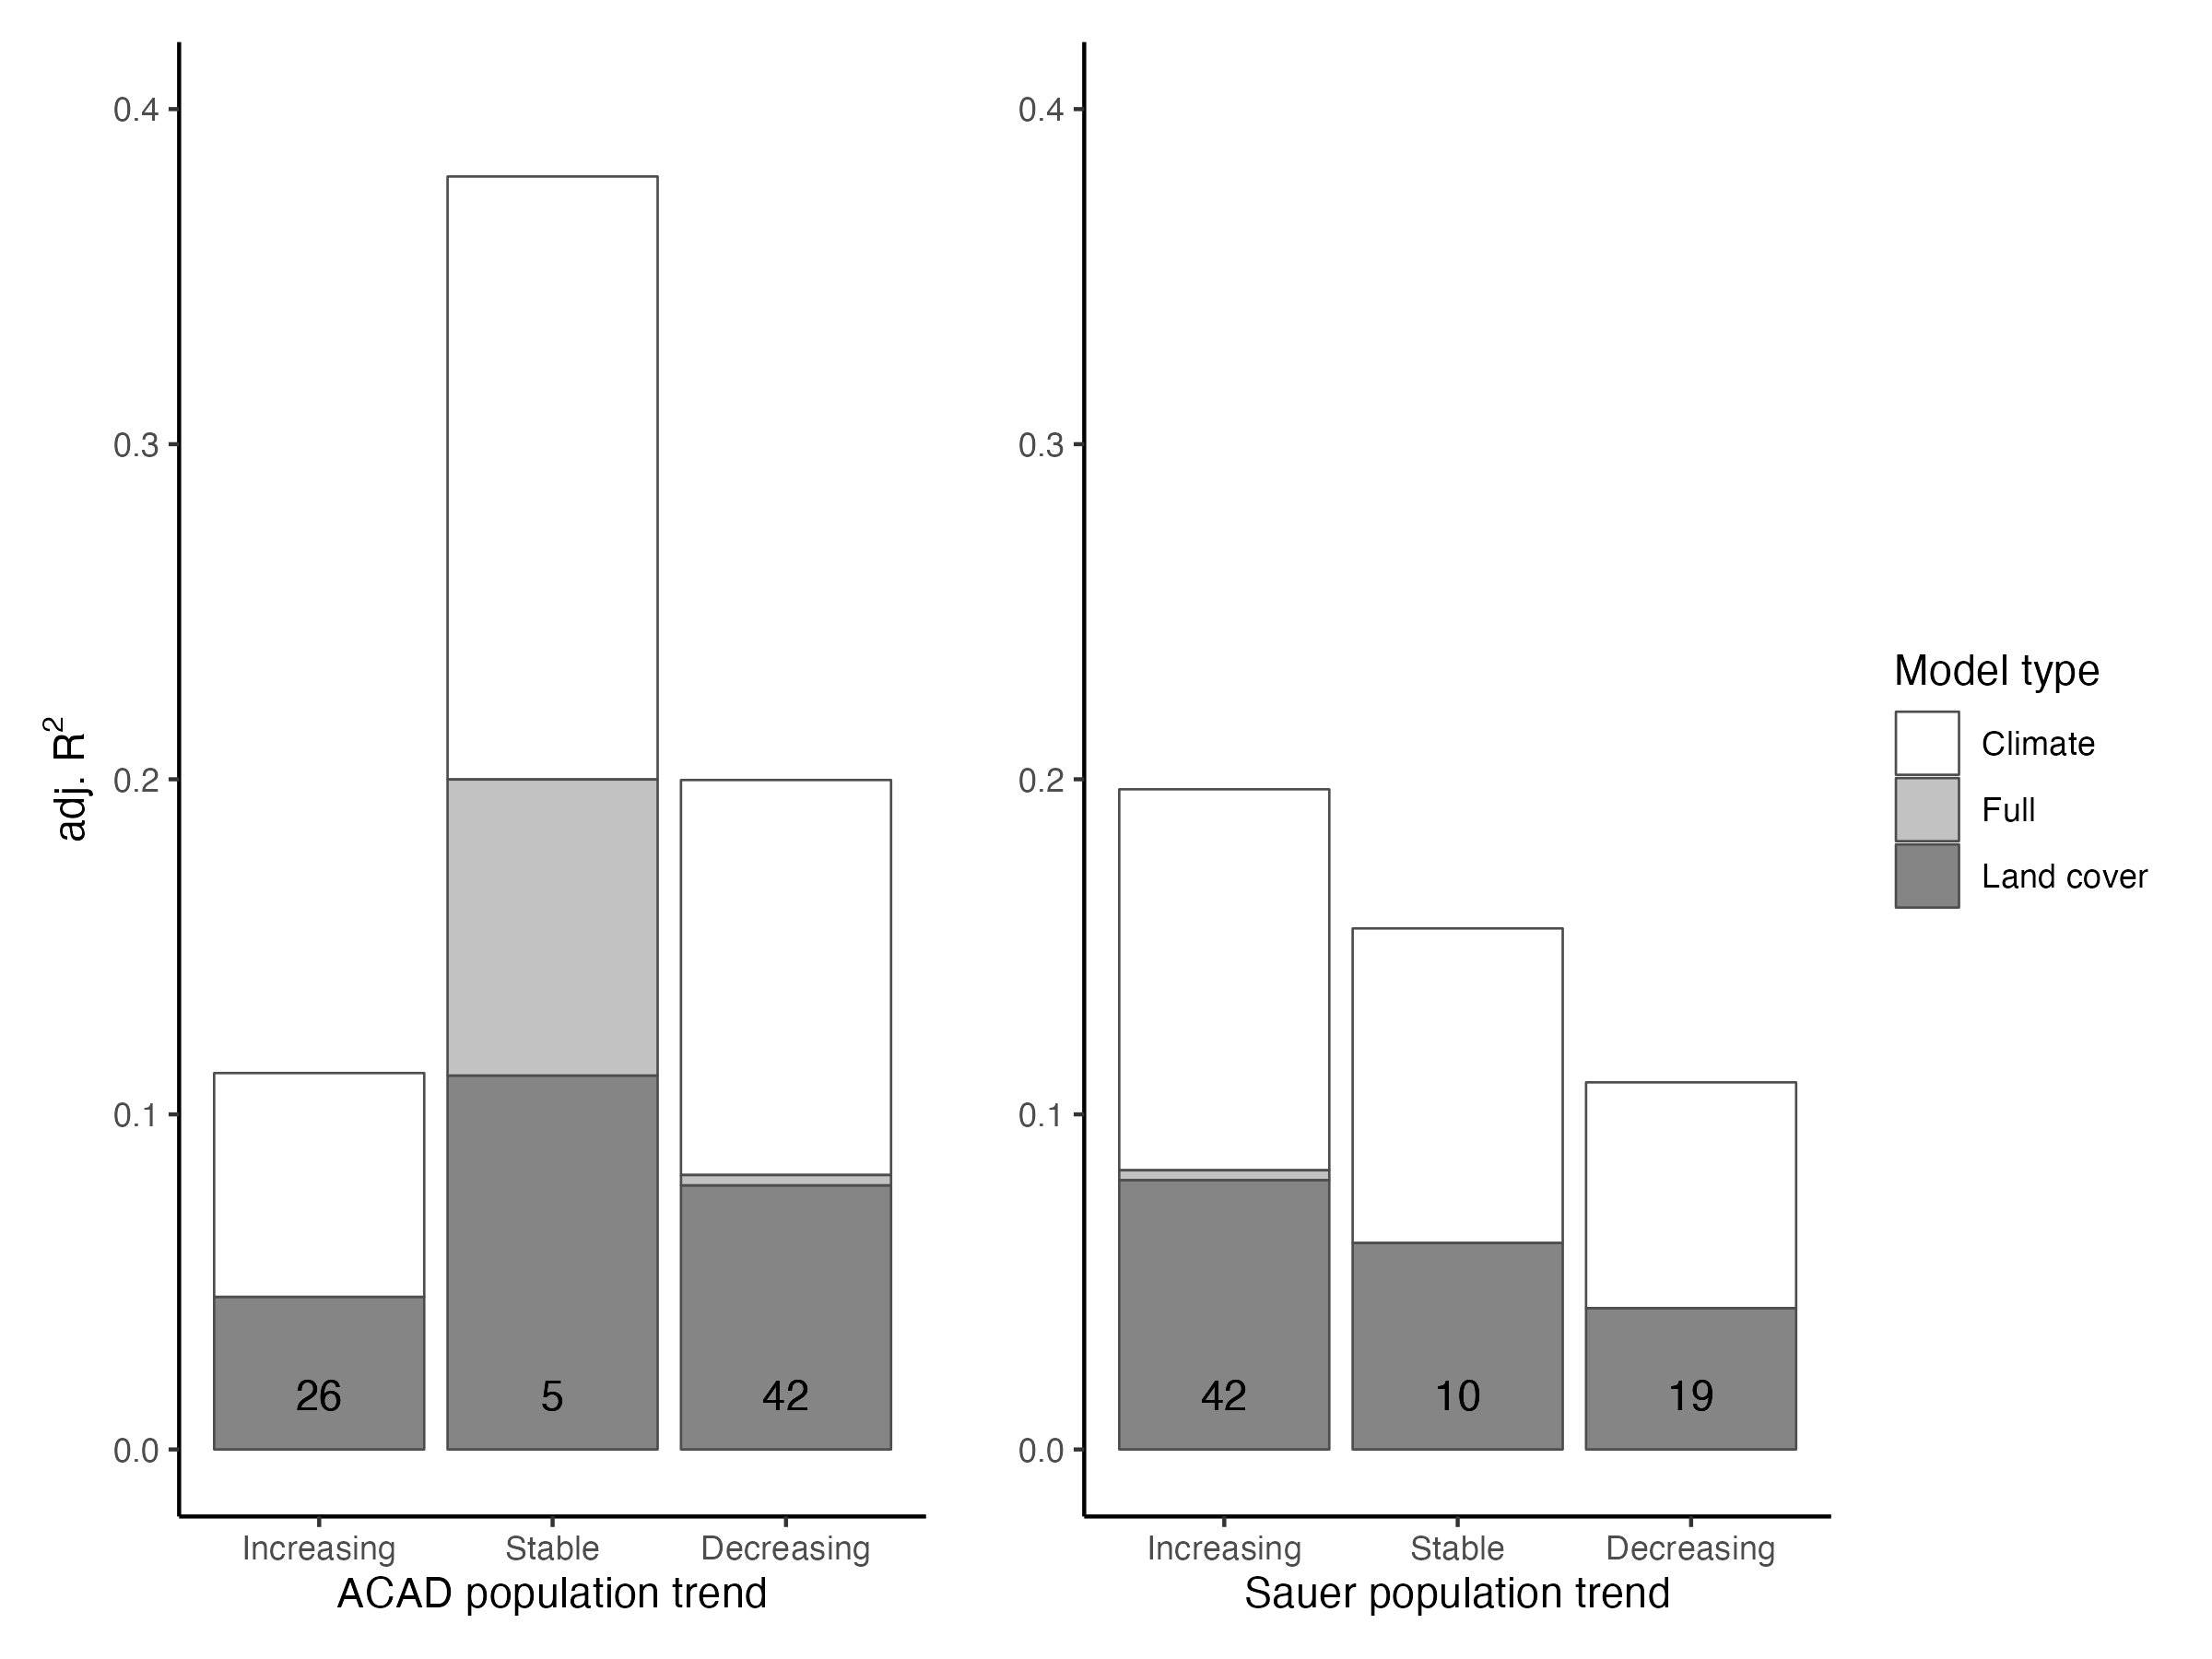 adj. R²
0.4
0.3
0.2
0.1
0.0
26
5
42
Increasing
Stable
Decreasing
ACAD population trend
0.4
0.3
0.2
0.1
0.0
42
10
19
Increasing
Stable
Decreasing
Sauer population trend
Model type
Climate
Full
Land cover